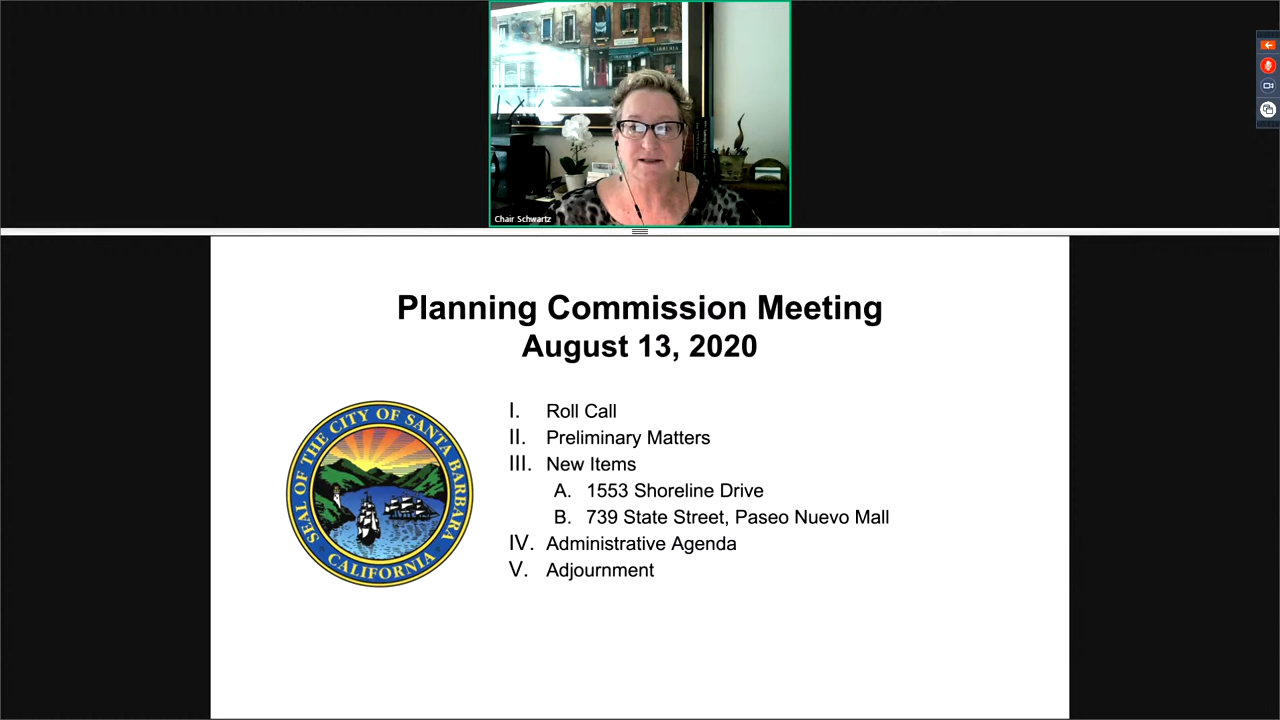 LIBRERIA
Chair Schwartz
Planning Commission Meeting
August 13, 2020
SEAL OF THE CITY OF SANTA BARBARA
CALIFORNIA
I. Roll Call
II. Preliminary Matters
III. New Items
A. 1553 Shoreline Drive
B. 739 State Street, Paseo Nuevo Mall
IV. Administrative Agenda
V. Adjournment